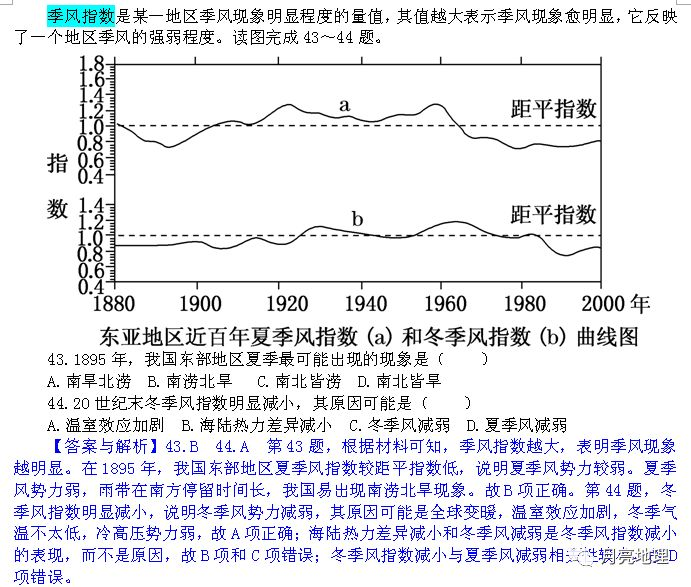 季风指数是某一地区季风现象明显程度的量值，其值越大表示季风现象愈明显，它反映
了一个地区季风的强弱程度。读图完成43～44 题。
1.8
1.6
1.4
1.2
1.0
0.8
0.6
0.4
a
距平指数
指
数
1.4
1.2
1.0
0.8
0.6
0.4
b
距平指数
1880 1900 1920 1940 1960 1980 2000 年
东亚地区近百年夏季风指数(a)和冬季风指数(b)曲线图
43.1895 年，我国东部地区夏季最可能出现的现象是（　　）
A.南旱北涝 B.南涝北旱 C.南北皆涝 D.南北皆旱
44.20 世纪末冬季风指数明显减小，其原因可能是（　　）
A.温室效应加剧 B.海陆热力差异减小 C.冬季风减弱 D.夏季风减弱
【答案与解析】43.B 44.A 第 43 题，根据材料可知，季风指数越大，表明季风现象
越明显。在1895 年，我国东部地区夏季风指数较距平指数低，说明夏季风势力较弱。夏季
风势力弱，雨带在南方停留时间长，我国易出现南涝北旱现象。故B项正确。第 44 题，冬
季风指数明显减小，说明冬季风势力减弱，其原因可能是全球变暖，温室效应加剧，冬季气
温不太低，冷高压势力弱，故A项正确；海陆热力差异减小和冬季风减弱是冬季风指数减小
的表现，而不是原因，故B项和C项错误；冬季风指数减小与夏季风减弱相关性 D
项错误。
月亮地理